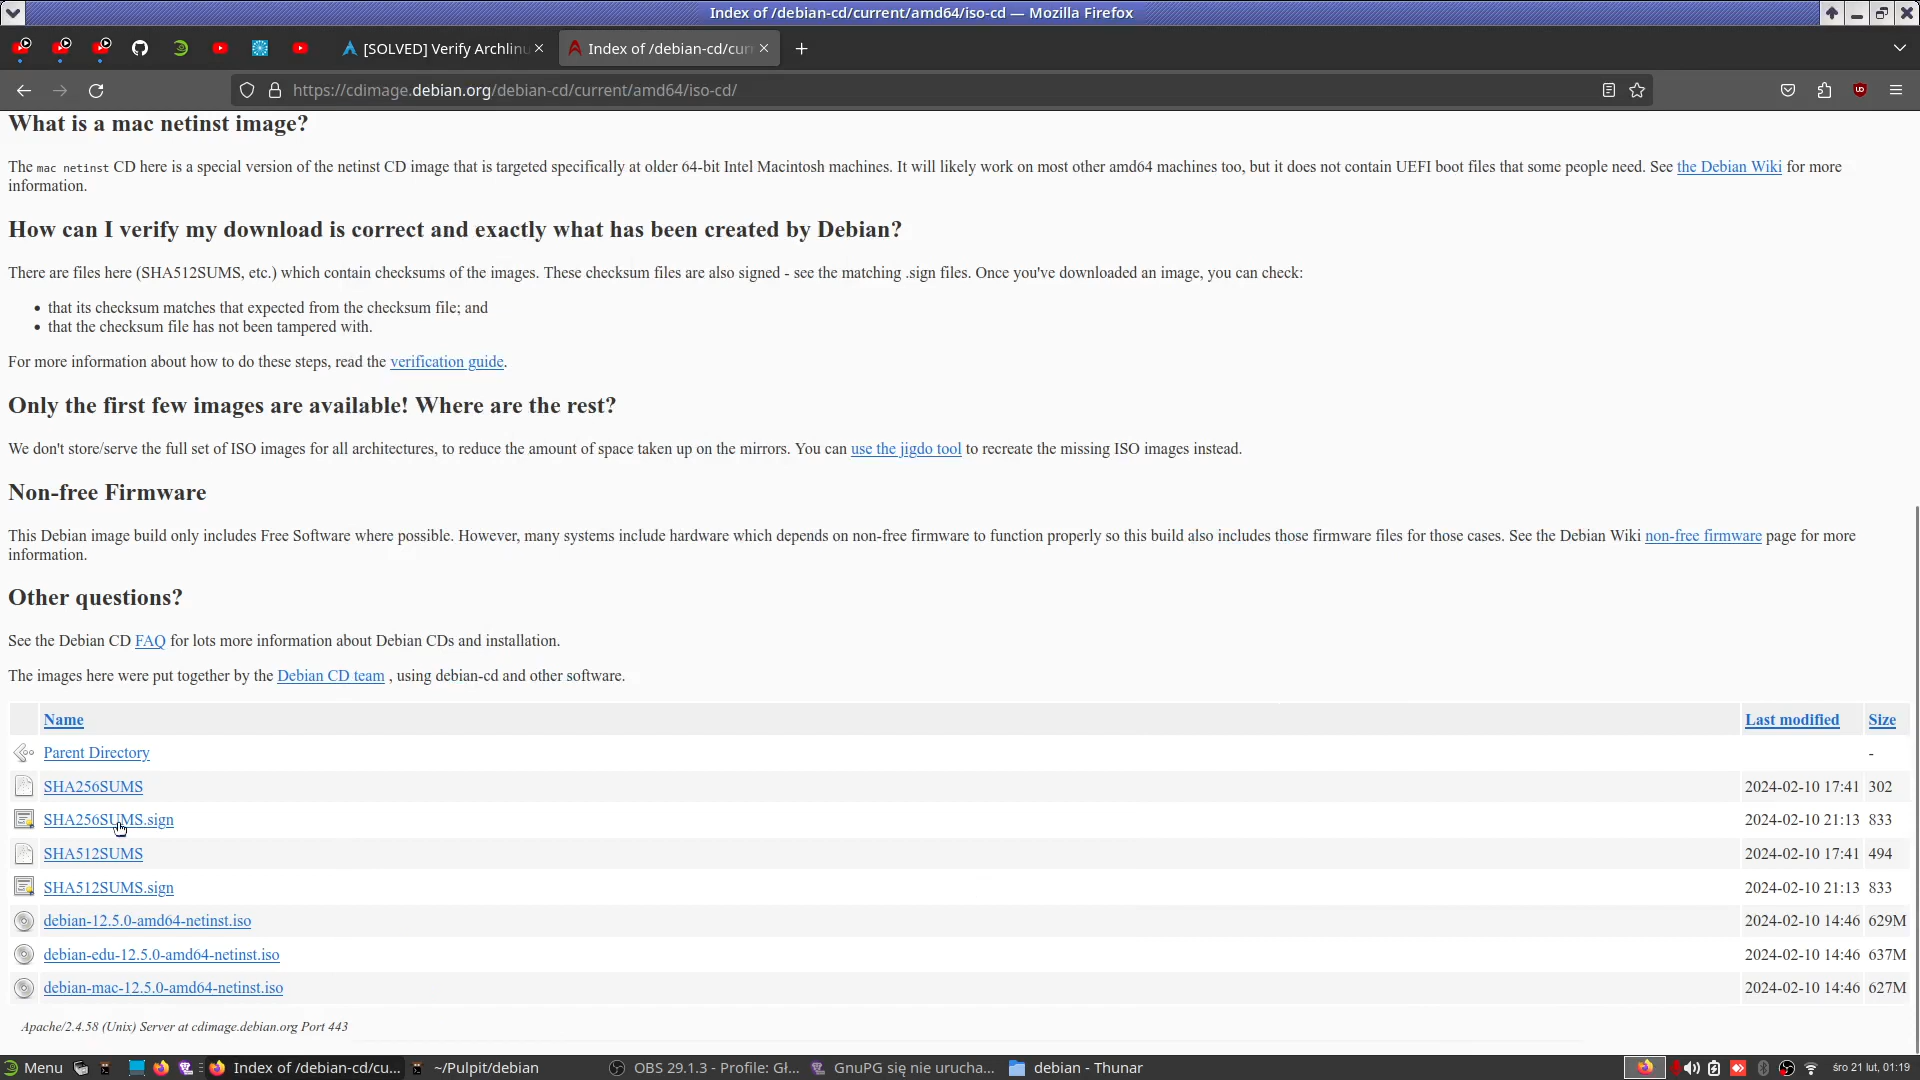 Index of /debian-cd/current/amd64/iso-cd — Mozilla Firefox
[SOLVED] Verify Archlinu
Index of /debian-cd/curr
https://cdimage.debian.org/debian-cd/current/amd64/iso-cd/
What is a mac netinst image?
The mac netinst CD here is a special version of the netinst CD image that is targeted specifically at older 64-bit Intel Macintosh machines. It will likely work on most other amd64 machines too, but it does not contain UEFI boot files that some people need. See the Debian Wiki for more
information.
How can I verify my download is correct and exactly what has been created by Debian?
There are files here (SHA512SUMS, etc.) which contain checksums of the images. These checksum files are also signed - see the matching .sign files. Once you've downloaded an image, you can check:
• that its checksum matches that expected from the checksum file; and
• that the checksum file has not been tampered with.
For more information about how to do these steps, read the verification guide.
Only the first few images are available! Where are the rest?
We don't store/serve the full set of ISO images for all architectures, to reduce the amount of space taken up on the mirrors. You can use the jigdo tool to recreate the missing ISO images instead.
Non-free Firmware
This Debian image build only includes Free Software where possible. However, many systems include hardware which depends on non-free firmware to function properly so this build also includes those firmware files for those cases. See the Debian Wiki non-free firmware page for more
information.
Other questions?
See the Debian CD FAQ for lots more information about Debian CDs and installation.
The images here were put together by the Debian CD team , using debian-cd and other software.
Name Last modified Size
Parent Directory -
SHA256SUMS 2024-02-10 17:41 302
SHA256SUMS.sign 2024-02-10 21:13 833
SHA512SUMS 2024-02-10 17:41 494
SHA512SUMS.sign 2024-02-10 21:13 833
debian-12.5.0-amd64-netinst.iso 2024-02-10 14:46 629M
debian-edu-12.5.0-amd64-netinst.iso 2024-02-10 14:46 637M
debian-mac-12.5.0-amd64-netinst.iso 2024-02-10 14:46 627M
Apache/2.4.58 (Unix) Server at cdimage.debian.org Port 443
Menu Index of /debian-cd/cu... ~/Pulpit/debian OBS 29.1.3 - Profile: Gł... GnuPG się nie urucha... debian - Thunar śro 21 lut, 01:19